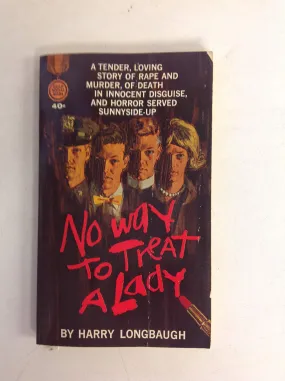 A TENDER, LOVING
STORY OF RAPE AND
MURDER, OF DEATH
IN INNOCENT DISGUISE,
AND HORROR SERVED
SUNNYSIDE-UP
40¢
No way
To Treat
A Lady
BY HARRY LONGBAUGH